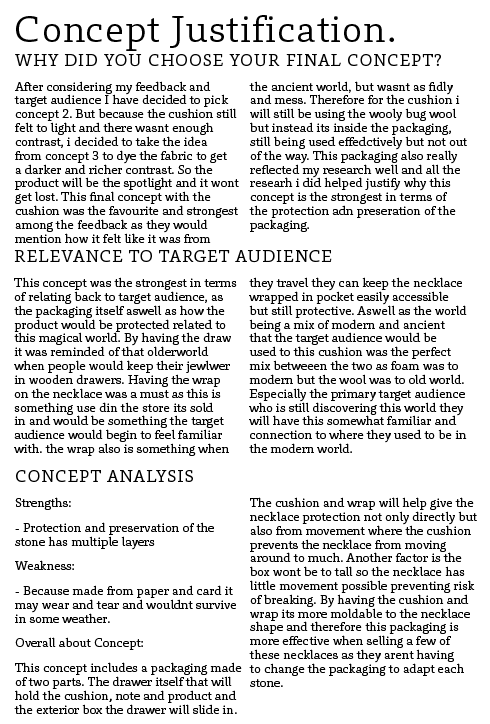 Concept Justification.
WHY DID YOU CHOOSE YOUR FINAL CONCEPT?
After considering my feedback and
target audience I have decided to pick
concept 2. But because the cushion still
felt to light and there wasnt enough
contrast, i decided to take the idea
from concept 3 to dye the fabric to get
a darker and richer contrast. So the
product will be the spotlight and it wont
get lost. This final concept with the
cushion was the favourite and strongest
among the feedback as they would
mention how it felt like it was from
the ancient world, but wasnt as fidly
and mess. Therefore for the cushion i
will still be using the wooly bug wool
but instead its inside the packaging,
still being used effedctively but not out
of the way. This packaging also really
reflected my research well and all the
researh i did helped justify why this
concept is the strongest in terms of
the protection adn preseration of the
packaging.
RELEVANCE TO TARGET AUDIENCE
This concept was the strongest in terms
of relating back to target audience, as
the packaging itself aswell as how the
product would be protected related to
this magical world. By having the draw
it was reminded of that olderworld
when people would keep their jewlwer
in wooden drawers. Having the wrap
on the necklace was a must as this is
something use din the store its sold
in and would be something the target
audience would begin to feel familiar
with. the wrap also is something when
they travel they can keep the necklace
wrapped in pocket easily accessible
but still protective. Aswell as the world
being a mix of modern and ancient
that the target audience would be
used to this cushion was the perfect
mix betweeen the two as foam was to
modern but the wool was to old world.
Especially the primary target audience
who is still discovering this world they
will have this somewhat familiar and
connection to where they used to be in
the modern world.
CONCEPT ANALYSIS
Strengths:
- Protection and preservation of the
stone has multiple layers
Weakness:
- Because made from paper and card it
may wear and tear and wouldnt survive
in some weather.
Overall about Concept:
This concept includes a packaging made
of two parts. The drawer itself that will
hold the cushion, note and product and
the exterior box the drawer will slide in.
The cushion and wrap will help give the
necklace protection not only directly but
also from movement where the cushion
prevents the necklace from moving
around to much. Another factor is the
box wont be to tall so the necklace has
little movement possible preventing risk
of breaking. By having the cushion and
wrap its more moldable to the necklace
shape and therefore this packaging is
more effective when selling a few of
these necklaces as they arent having
to change the packaging to adapt each
stone.